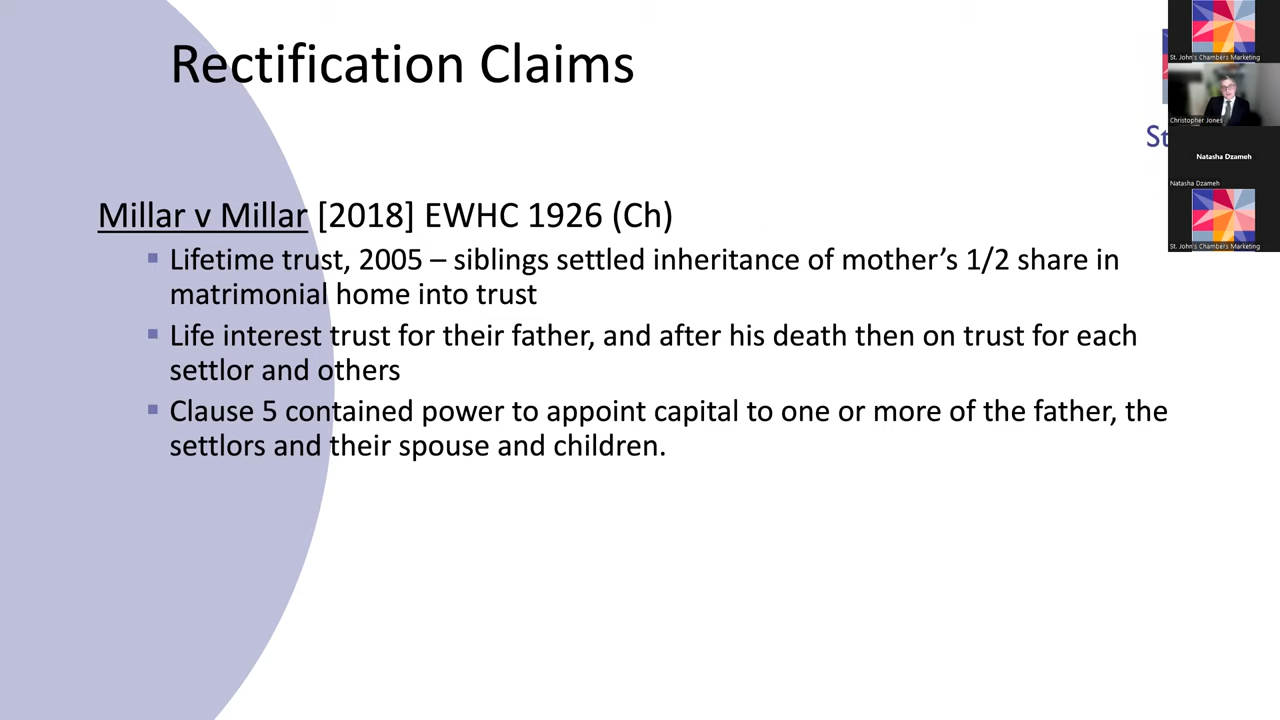 Rectification Claims
Millar v Millar [2018] EWHC 1926 (Ch)
Lifetime trust, 2005 – siblings settled inheritance of mother's 1/2 share in
matrimonial home into trust
Life interest trust for their father, and after his death then on trust for each
settlor and others
Clause 5 contained power to appoint capital to one or more of the father, the
settlors and their spouse and children.
St
St. John's Chambers Marketing
Christopher Jones
Natasha Dzameh
Natasha Dzameh
St. John's Chambers Marketing